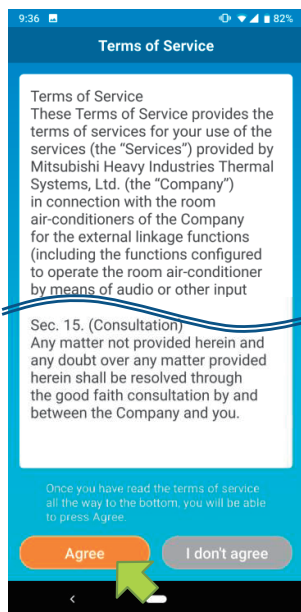 9:36 82%
Terms of Service
Terms of Service
These Terms of Service provides the
terms of services for your use of the
services (the “Services”) provided by
Mitsubishi Heavy Industries Thermal
Systems, Ltd. (the “Company”)
in connection with the room
air-conditioners of the Company
for the external linkage functions
(including the functions configured
to operate the room air-conditioner
by means of audio or other input
Sec. 15. (Consultation)
Any matter not provided herein and
any doubt over any matter provided
herein shall be resolved through
the good faith consultation by and
between the Company and you.
Once you have read the terms of service
all the way to the bottom, you will be able
to press Agree.
Agree I don't agree